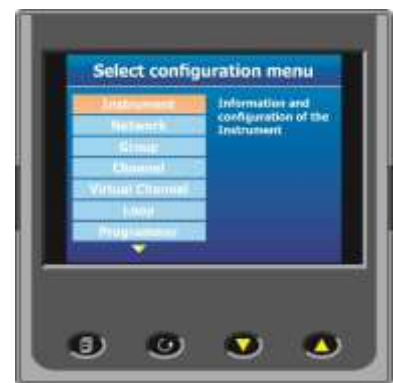 Select configuration menu
Instrument
Information and
configuration of the
Instrument
Network
Group
Channel
Virtual Channel
Loop
Programmer